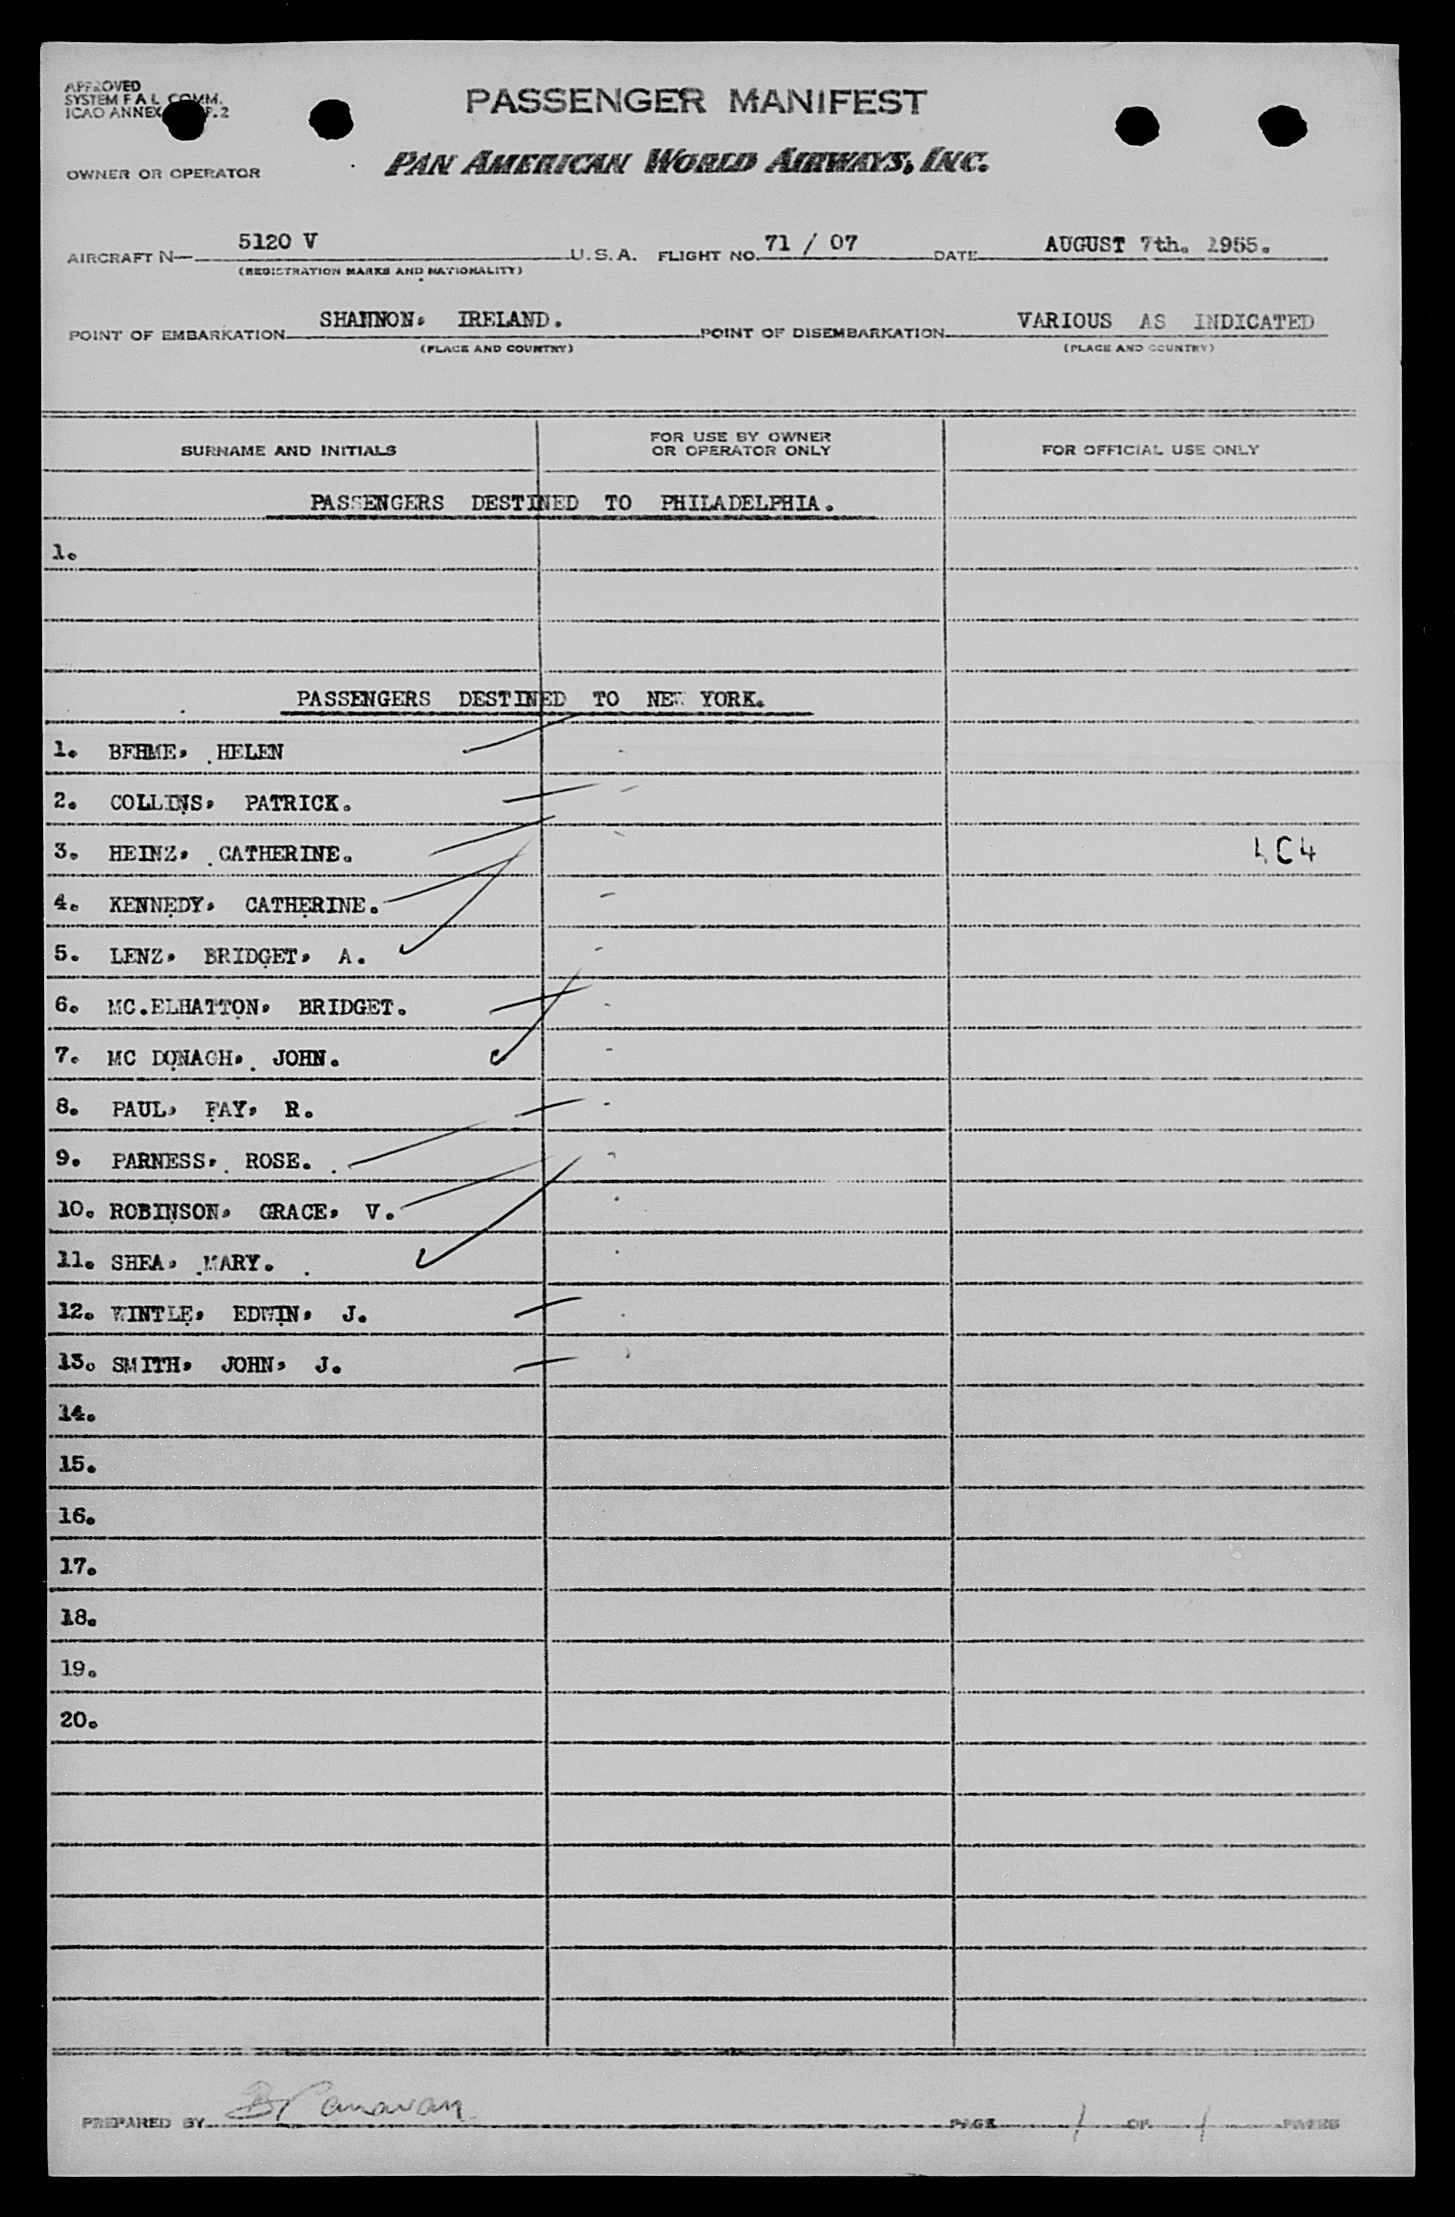 APPROVED
SYSTEM F A L COMM.
ICAO ANNEX F.2
PASSENGER MANIFEST
OWNER OR OPERATOR
PAN AMERICAN WORLD AIRWAYS, INC.
AIRCRAFT N— 5120 V U.S.A. FLIGHT NO. 71 / 07 DATE AUGUST 7th. 1955.
(REGISTRATION MARKS AND NATIONALITY)
POINT OF EMBARKATION SHANNON, IRELAND. POINT OF DISEMBARKATION VARIOUS AS INDICATED
(PLACE AND COUNTRY) (PLACE AND COUNTRY)
SURNAME AND INITIALS
FOR USE BY OWNER
OR OPERATOR ONLY
FOR OFFICIAL USE ONLY
PASSENGERS DESTINED TO PHILADELPHIA.
1.
PASSENGERS DESTINED TO NEW YORK.
1. BEHME, HELEN
2. COLLINS, PATRICK.
3. HEINZ, CATHERINE. C4
4. KENNEDY, CATHERINE.
5. LENZ, BRIDGET, A.
6. MC.ELHATTON, BRIDGET.
7. MC DONAGH, JOHN.
8. PAUL, FAY, R.
9. PARNESS, ROSE.
10. ROBINSON, GRACE, V.
11. SHEA, MARY.
12. WINTLE, EDWIN, J.
13. SMITH, JOHN, J.
14.
15.
16.
17.
18.
19.
20.
PREPARED BY PAGE 1 OF 1 PAGES